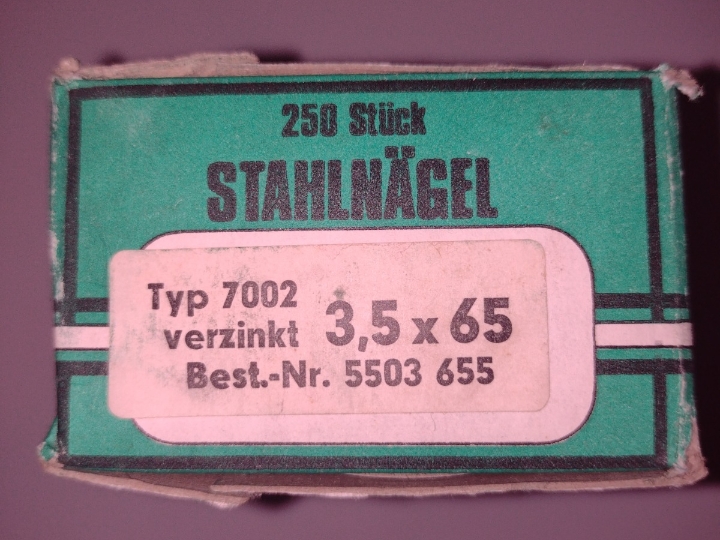 250 Stück
STAHLNÄGEL
Typ 7002
verzinkt 3,5 x 65
Best.-Nr. 5503 655